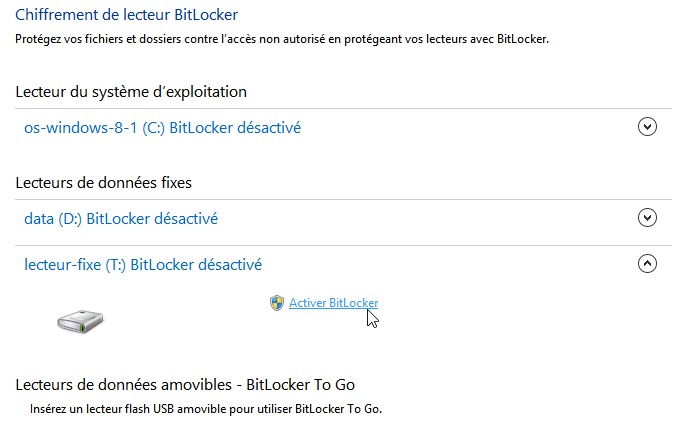 Chiffrement de lecteur BitLocker
Protégez vos fichiers et dossiers contre l’accès non autorisé en protégeant vos lecteurs avec BitLocker.
Lecteur du système d’exploitation
os-windows-8-1 (C:) BitLocker désactivé
Lecteurs de données fixes
data (D:) BitLocker désactivé
lecteur-fixe (T:) BitLocker désactivé
Activer BitLocker
Lecteurs de données amovibles - BitLocker To Go
Insérez un lecteur flash USB amovible pour utiliser BitLocker To Go.